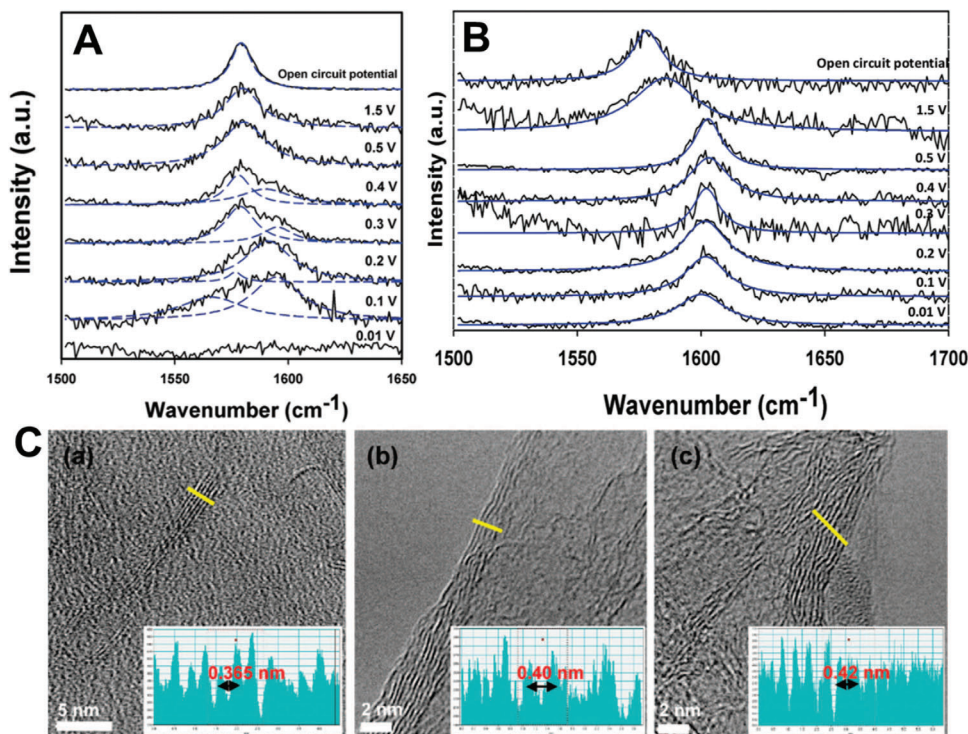 A
Open circuit potential
1.5 V
0.5 V
0.4 V
0.3 V
0.2 V
0.1 V
0.01 V
Intensity (a.u.)
1500 1550 1600 1650
Wavenumber (cm-1)
B
Open circuit potential
1.5 V
0.5 V
0.4 V
0.3 V
0.2 V
0.1 V
0.01 V
Intensity (a.u.)
1500 1550 1600 1650 1700
Wavenumber (cm-1)
C
(a)
0.365 nm
5 nm
(b)
0.40 nm
2 nm
(c)
0.42 nm
2 nm